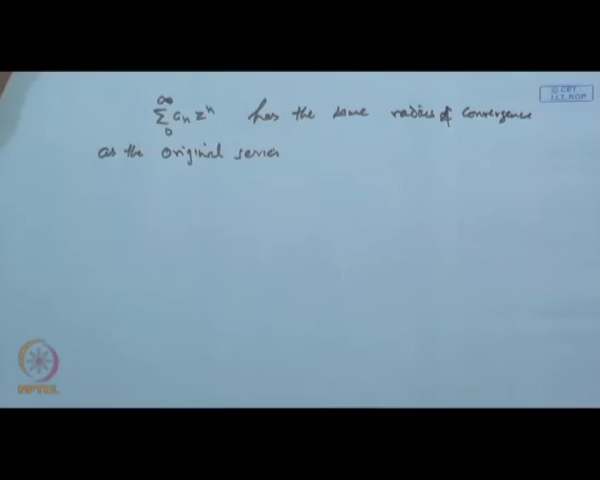 ∞
Σ aₙ zⁿ has the same radius of convergence
0
as the original series
© CET
I.I.T. KGP
NPTEL